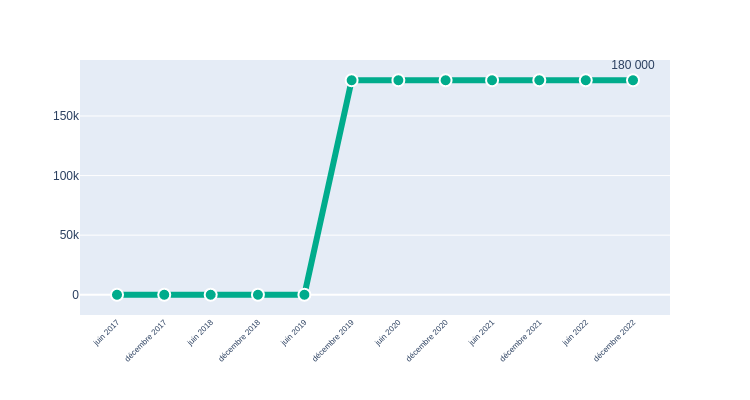 180 000
150k
100k
50k
0
juin 2017
décembre 2017
juin 2018
décembre 2018
juin 2019
décembre 2019
juin 2020
décembre 2020
juin 2021
décembre 2021
juin 2022
décembre 2022